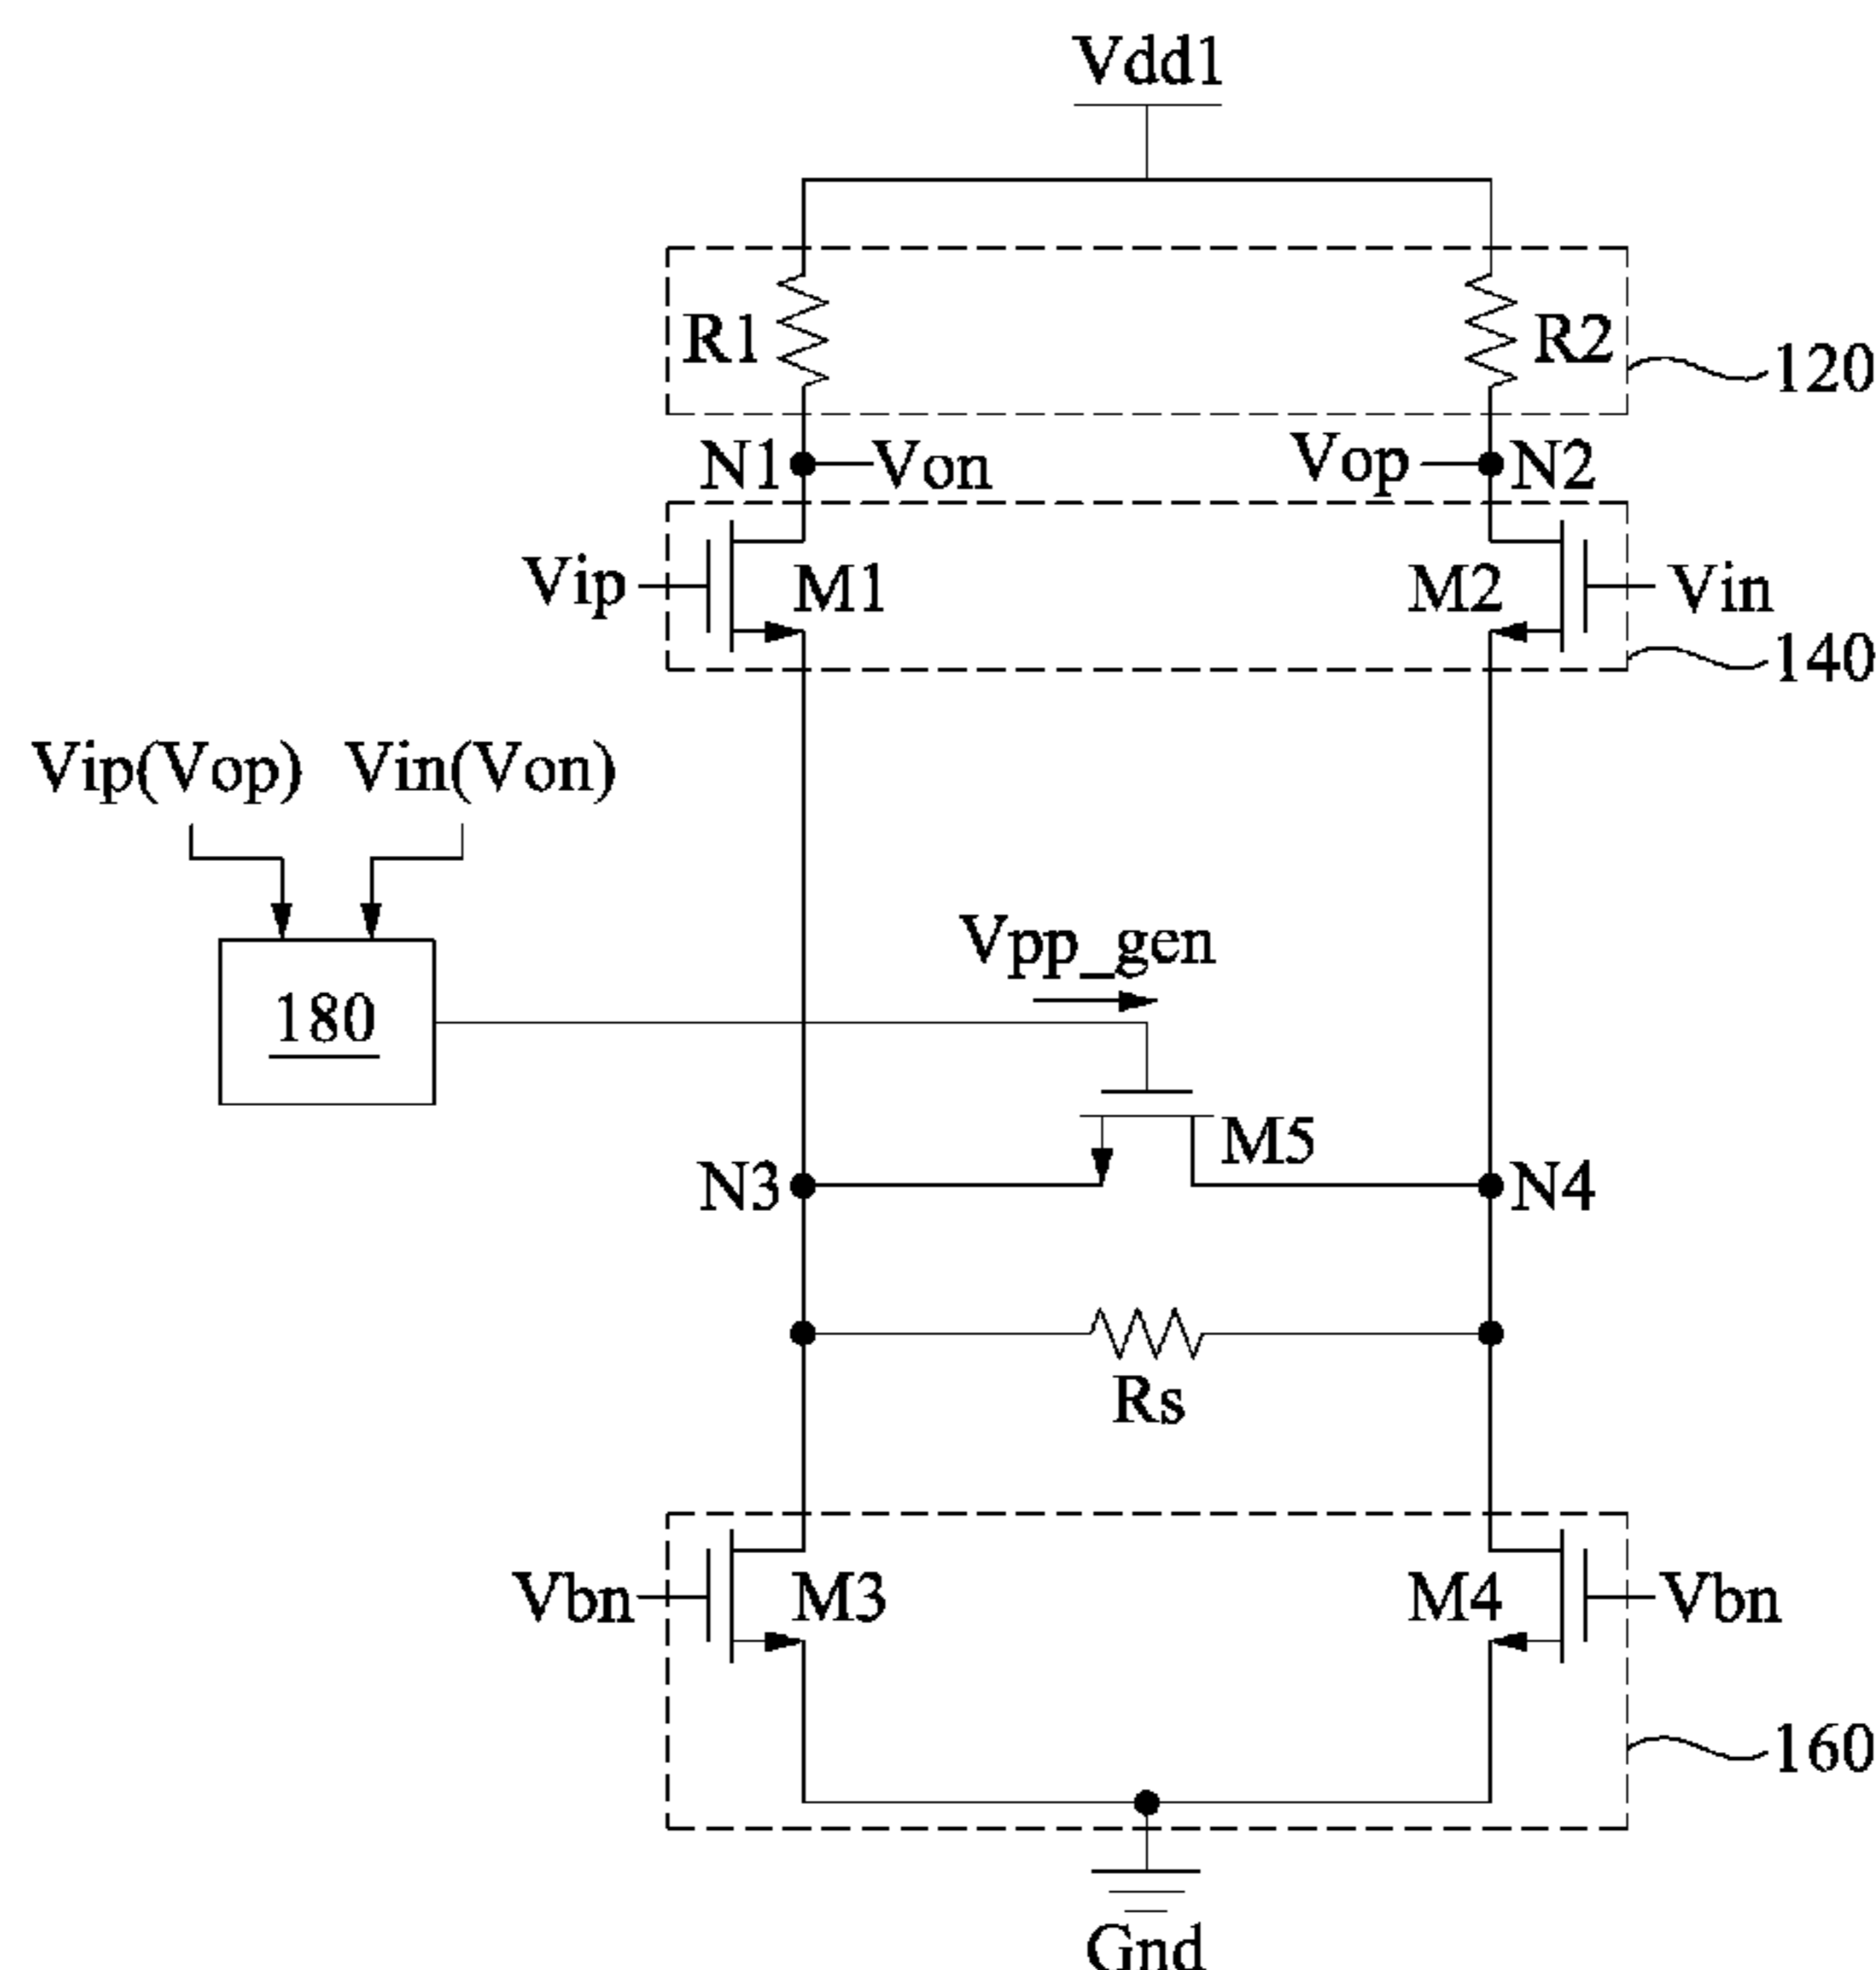 Vdd1
R1
R2
120
N1
Von
Vop
N2
Vip
M1
M2
Vin
140
Vip(Vop)
Vin(Von)
Vpp_gen
180
M5
N3
N4
Rs
Vbn
M3
M4
Vbn
160
Gnd